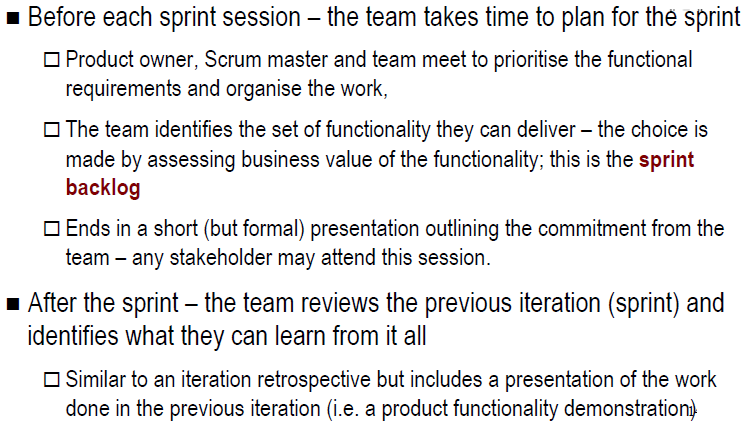 ■ Before each sprint session – the team takes time to plan for the sprint
□ Product owner, Scrum master and team meet to prioritise the functional
requirements and organise the work,
□ The team identifies the set of functionality they can deliver – the choice is
made by assessing business value of the functionality; this is the sprint
backlog
□ Ends in a short (but formal) presentation outlining the commitment from the
team – any stakeholder may attend this session.
■ After the sprint – the team reviews the previous iteration (sprint) and
identifies what they can learn from it all
□ Similar to an iteration retrospective but includes a presentation of the work
done in the previous iteration (i.e. a product functionality demonstration)